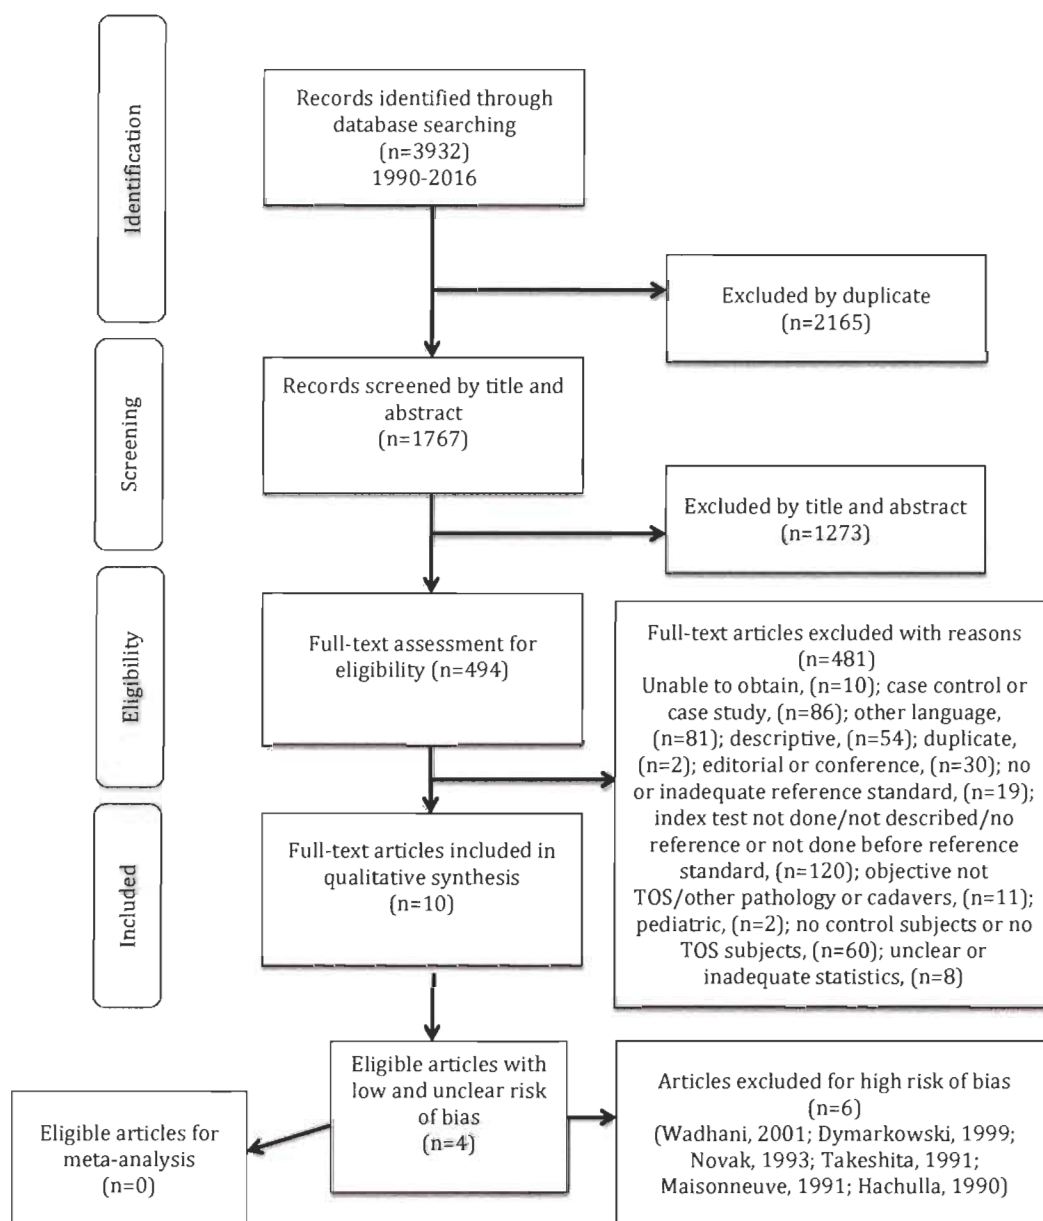 Identification
Records identified through
database searching
(n=3932)
1990-2016
Excluded by duplicate
(n=2165)
Screening
Records screened by title and
abstract
(n=1767)
Excluded by title and abstract
(n=1273)
Eligibility
Full-text assessment for
eligibility (n=494)
Full-text articles excluded with reasons
(n=481)
Unable to obtain, (n=10); case control or
case study, (n=86); other language,
(n=81); descriptive, (n=54); duplicate,
(n=2); editorial or conference, (n=30); no
or inadequate reference standard, (n=19);
index test not done/not described/no
reference or not done before reference
standard, (n=120); objective not
TOS/other pathology or cadavers, (n=11);
pediatric, (n=2); no control subjects or no
TOS subjects, (n=60); unclear or
inadequate statistics, (n=8)
Included
Full-text articles included in
qualitative synthesis
(n=10)
Eligible articles with
low and unclear risk
of bias
(n=4)
Articles excluded for high risk of bias
(n=6)
(Wadhani, 2001; Dymarkowski, 1999;
Novak, 1993; Takeshita, 1991;
Maisonneuve, 1991; Hachulla, 1990)
Eligible articles for
meta-analysis
(n=0)